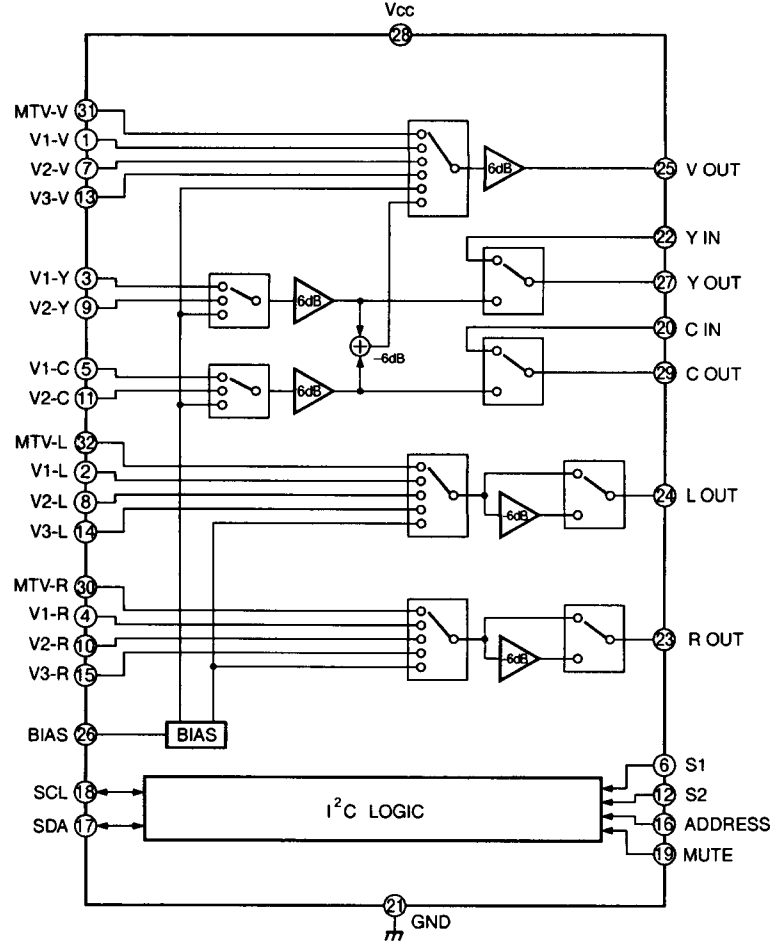 Vcc
28
MTV-V 31
V1-V 1
V2-V 7
V3-V 13
6dB
25 V OUT
22 Y IN
V1-Y 3
V2-Y 9
6dB
27 Y OUT
20 C IN
-6dB
V1-C 5
V2-C 11
6dB
29 C OUT
MTV-L 32
V1-L 2
V2-L 8
V3-L 14
-6dB
24 L OUT
MTV-R 30
V1-R 4
V2-R 10
V3-R 15
-6dB
23 R OUT
BIAS 26
BIAS
SCL 18
SDA 17
I²C LOGIC
6 S1
12 S2
16 ADDRESS
19 MUTE
21
GND